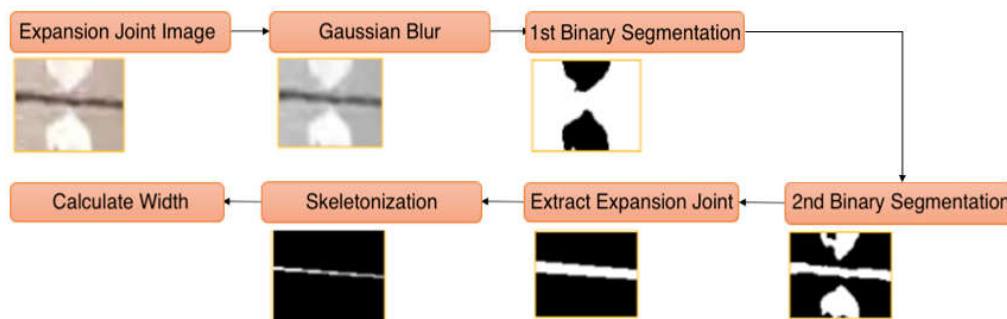 Expansion Joint Image
Gaussian Blur
1st Binary Segmentation
2nd Binary Segmentation
Extract Expansion Joint
Skeletonization
Calculate Width